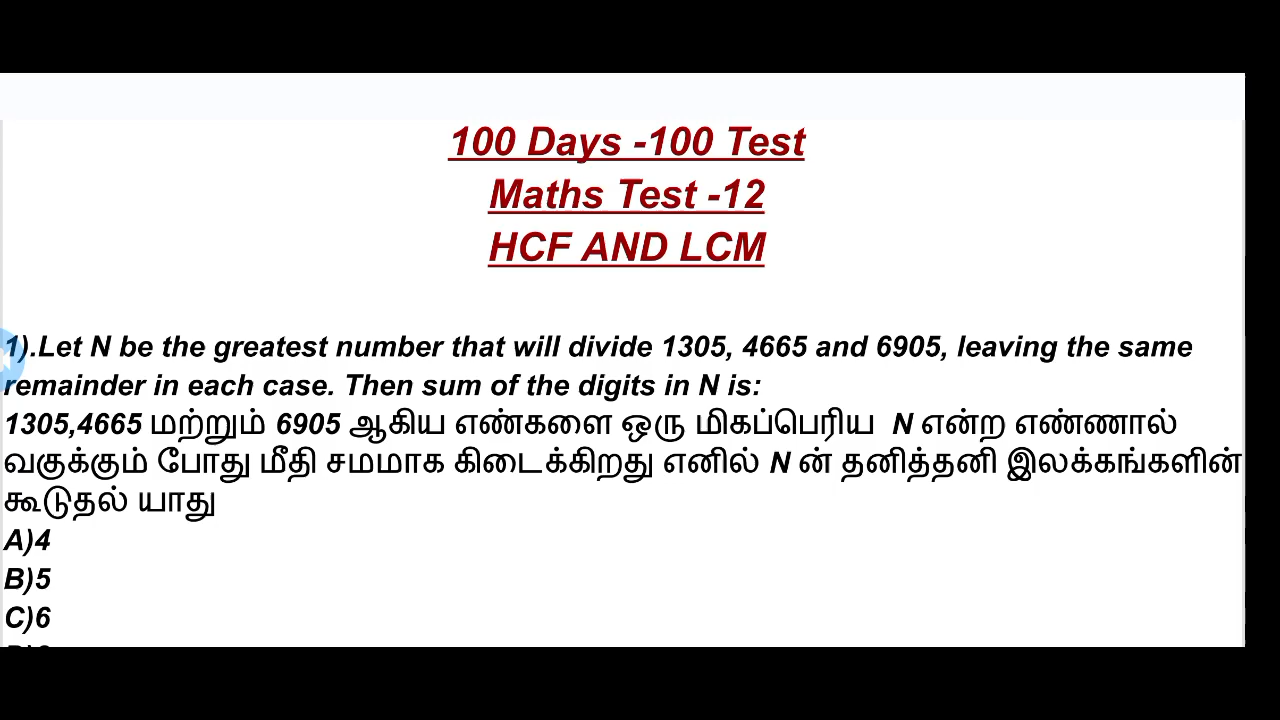 100 Days -100 Test
Maths Test -12
HCF AND LCM
1).Let N be the greatest number that will divide 1305, 4665 and 6905, leaving the same
remainder in each case. Then sum of the digits in N is:
1305,4665 மற்றும் 6905 ஆகிய எண்களை ஒரு மிகப்பெரிய N என்ற எண்ணால்
வகுக்கும் போது மீதி சமமாக கிடைக்கிறது எனில் N ன் தனித்தனி இலக்கங்களின்
கூடுதல் யாது
A)4
B)5
C)6